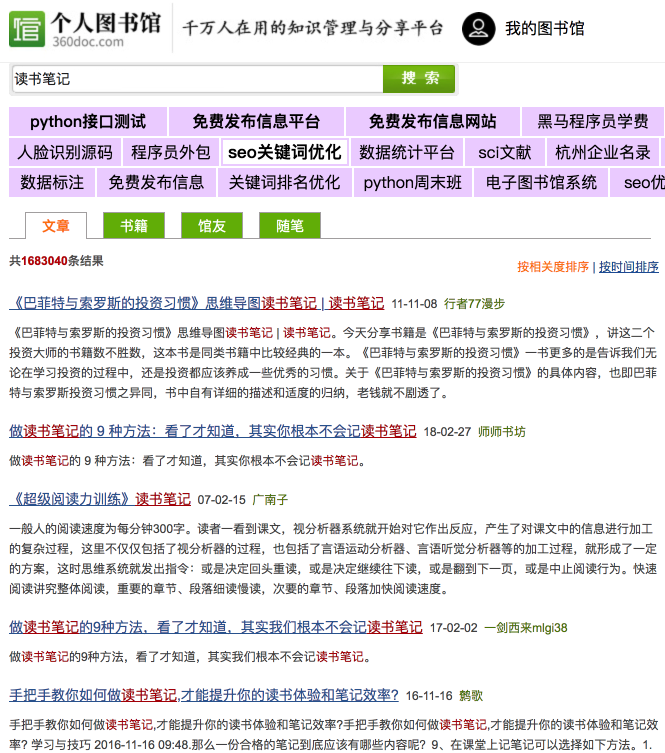 信 个人图书馆 360doc.com 千万人在用的知识管理与分享平台 我的图书馆
读书笔记 搜 索
python接口测试 免费发布信息平台 免费发布信息网站 黑马程序员学费
人脸识别源码 程序员外包 seo关键词优化 数据统计平台 sci文献 杭州企业名录
数据标注 免费发布信息 关键词排名优化 python周末班 电子图书馆系统 seo优
文章 书籍 馆友 随笔
共1683040条结果 按相关度排序 | 按时间排序
《巴菲特与索罗斯的投资习惯》思维导图读书笔记 | 读书笔记 11-11-08 行者77漫步
《巴菲特与索罗斯的投资习惯》思维导图读书笔记 | 读书笔记。今天分享书籍是《巴菲特与索罗斯的投资习惯》，讲这二个
投资大师的书籍数不胜数，这本书是同类书籍中比较经典的一本。《巴菲特与索罗斯的投资习惯》一书更多的是告诉我们无
论在学习投资的过程中，还是投资都应该养成一些优秀的习惯。关于《巴菲特与索罗斯的投资习惯》的具体内容，也即巴菲
特与索罗斯投资习惯之异同，书中自有详细的描述和适度的归纳，老钱就不剧透了。
做读书笔记的 9 种方法：看了才知道，其实你根本不会记读书笔记 18-02-27 师师书坊
做读书笔记的 9 种方法：看了才知道，其实你根本不会记读书笔记。
《超级阅读力训练》读书笔记 07-02-15 广南子
一般人的阅读速度为每分钟300字。读者一看到课文，视分析器系统就开始对它作出反应，产生了对课文中的信息进行加工
的复杂过程，这里不仅仅包括了视分析器的过程，也包括了言语运动分析器、言语听觉分析器等的加工过程，就形成了一定
的方案，这时思维系统就发出指令：或是决定回头重读，或是决定继续往下读，或是翻到下一页，或是中止阅读行为。快速
阅读讲究整体阅读，重要的章节、段落细读慢读，次要的章节、段落加快阅读速度。
做读书笔记的9种方法，看了才知道，其实我们根本不会记读书笔记 17-02-02 一剑西来mlgi38
做读书笔记的9种方法，看了才知道，其实我们根本不会记读书笔记。
手把手教你如何做读书笔记,才能提升你的读书体验和笔记效率? 16-11-16 鹩歌
手把手教你如何做读书笔记,才能提升你的读书体验和笔记效率?手把手教你如何做读书笔记,才能提升你的读书体验和笔记效
率? 学习与技巧 2016-11-16 09:48.那么一份合格的笔记到底应该有哪些内容呢？9、在课堂上记笔记可以选择如下方法。1.